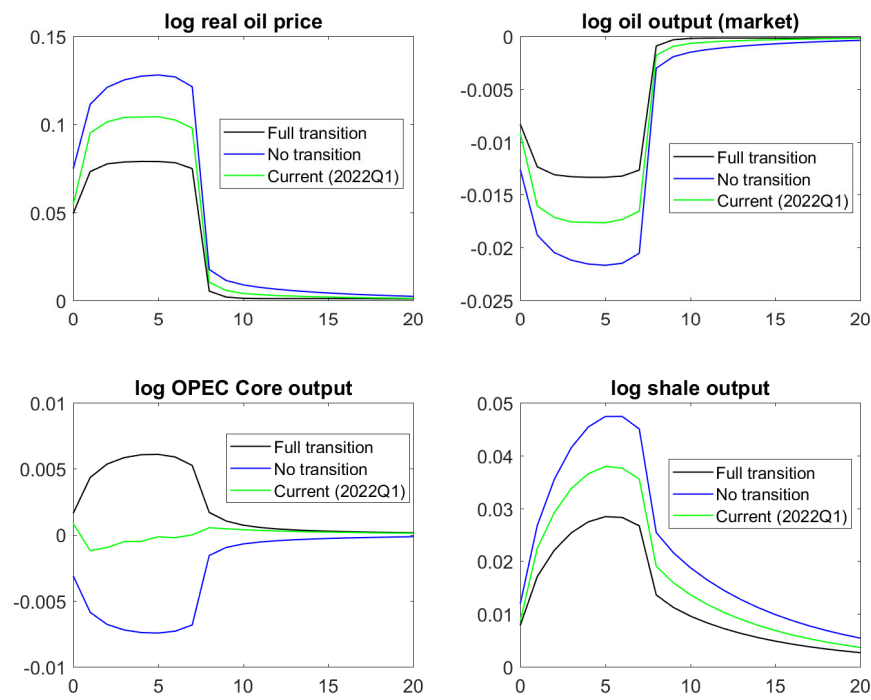 log real oil price
0.15
0.1
0.05
0
0 5 10 15 20
Full transition
No transition
Current (2022Q1)
log oil output (market)
0
-0.005
-0.01
-0.015
-0.02
-0.025
0 5 10 15 20
Full transition
No transition
Current (2022Q1)
log OPEC Core output
0.01
0.005
0
-0.005
-0.01
0 5 10 15 20
Full transition
No transition
Current (2022Q1)
log shale output
0.05
0.04
0.03
0.02
0.01
0
0 5 10 15 20
Full transition
No transition
Current (2022Q1)